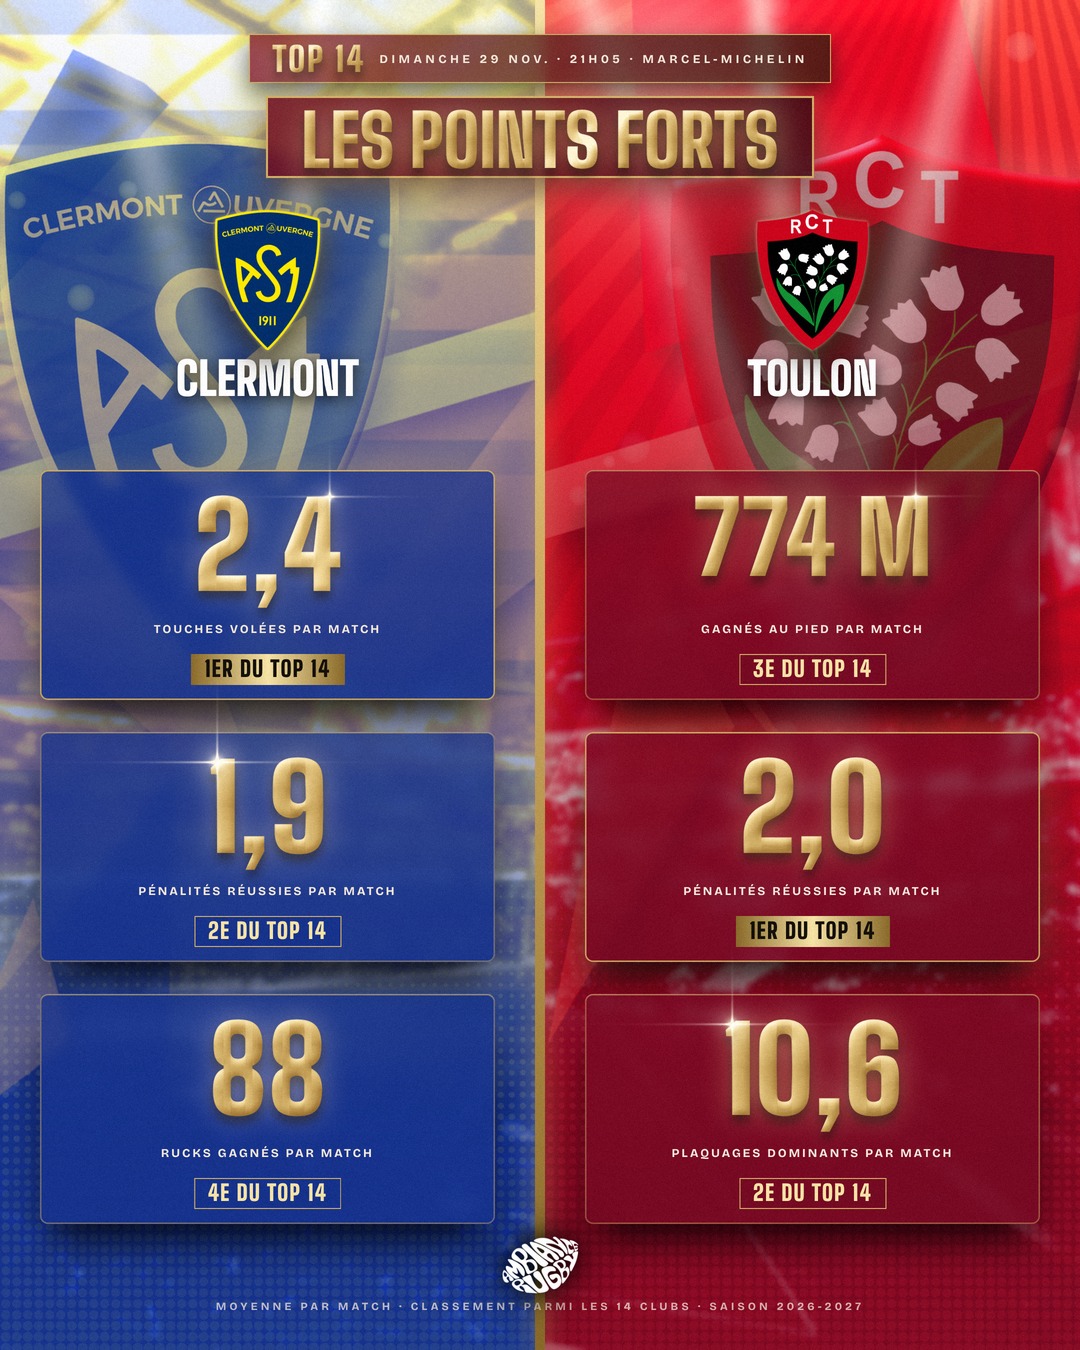 TOP 14 DIMANCHE 29 NOV. · 21H05 · MARCEL-MICHELIN
LES POINTS FORTS
CLERMONT AUVERGNE
ASM
RCT
CLERMONT AUVERGNE
ASM
1911
RCT
CLERMONT
TOULON
2,4
TOUCHES VOLÉES PAR MATCH
1ER DU TOP 14
774 M
GAGNÉS AU PIED PAR MATCH
3E DU TOP 14
1,9
PÉNALITÉS RÉUSSIES PAR MATCH
2E DU TOP 14
2,0
PÉNALITÉS RÉUSSIES PAR MATCH
1ER DU TOP 14
88
RUCKS GAGNÉS PAR MATCH
4E DU TOP 14
10,6
PLAQUAGES DOMINANTS PAR MATCH
2E DU TOP 14
RUGBY
MOYENNE PAR MATCH · CLASSEMENT PARMI LES 14 CLUBS · SAISON 2026-2027